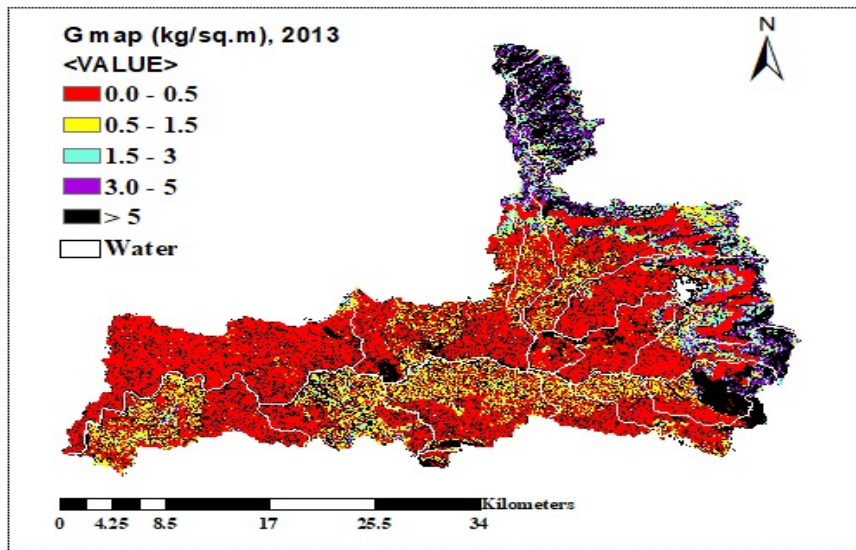 G map (kg/sq.m), 2013
<VALUE>
0.0 - 0.5
0.5 - 1.5
1.5 - 3
3.0 - 5
> 5
Water
N
Kilometers
0 4.25 8.5 17 25.5 34